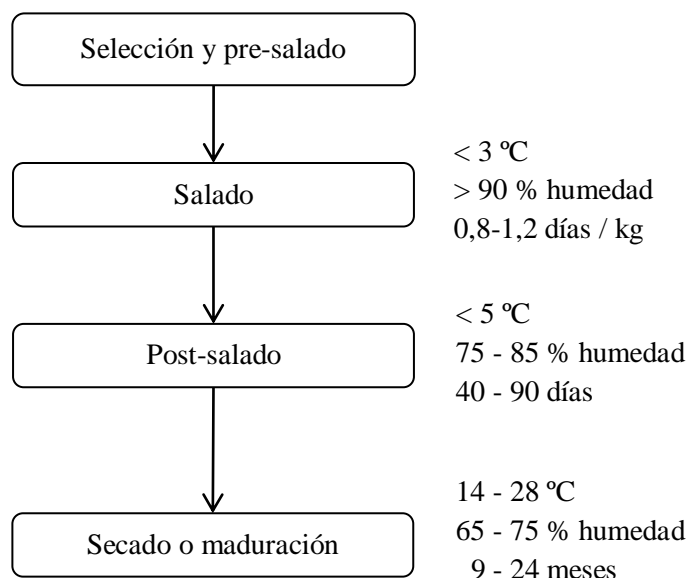 Selección y pre-salado
< 3 ºC
> 90 % humedad
Salado
0,8-1,2 días / kg
< 5 ºC
75 - 85 % humedad
Post-salado
40 - 90 días
14 - 28 ºC
65 - 75 % humedad
Secado o maduración
9 - 24 meses